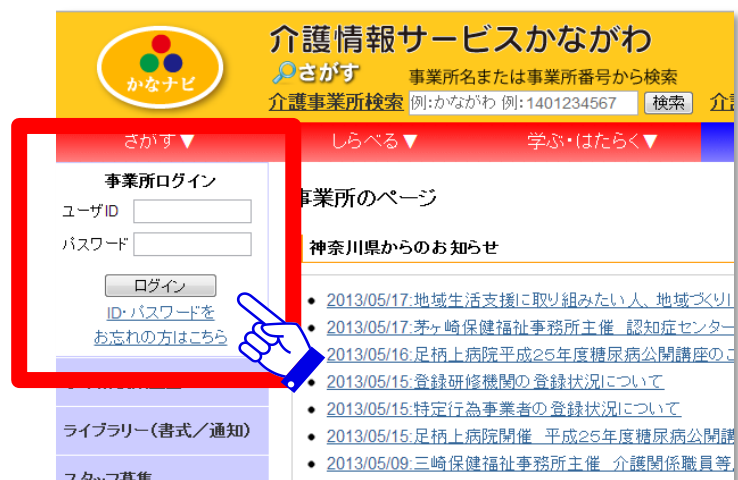 かなナビ
介護情報サービスかながわ
さがす 事業所名または事業所番号から検索
介護事業所検索 例:かながわ 例:1401234567 検索
さがす▼ しらべる▼ 学ぶ・はたらく▼
事業所ログイン
ユーザID
パスワード
ログイン
ID・パスワードを
お忘れの方はこちら
ライブラリー(書式／通知)
スタッフ募集
事業所のページ
神奈川県からのお知らせ
2013/05/17:地域生活支援に取り組みたい人、地域づくり
2013/05/17:茅ヶ崎保健福祉事務所主催 認知症センター
2013/05/16:足柄上病院平成25年度糖尿病公開講座のご
2013/05/15:登録研修機関の登録状況について
2013/05/15:特定行為事業者の登録状況について
2013/05/15:足柄上病院開催 平成25年度糖尿病公開講
2013/05/09:三崎保健福祉事務所主催 介護関係職員等